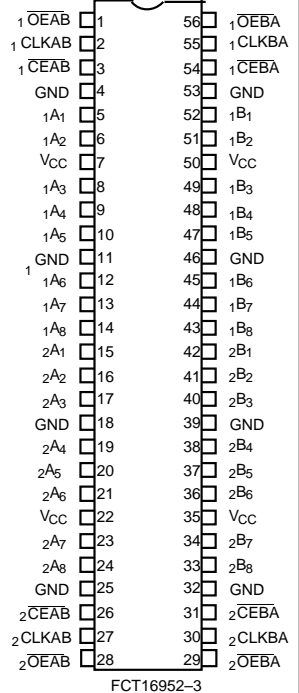 1OEAB 1 56 1OEBA
1CLKAB 2 55 1CLKBA
1CEAB 3 54 1CEBA
GND 4 53 GND
1A1 5 52 1B1
1A2 6 51 1B2
VCC 7 50 VCC
1A3 8 49 1B3
1A4 9 48 1B4
1A5 10 47 1B5
GND 11 46 GND
1
1A6 12 45 1B6
1A7 13 44 1B7
1A8 14 43 1B8
2A1 15 42 2B1
2A2 16 41 2B2
2A3 17 40 2B3
GND 18 39 GND
2A4 19 38 2B4
2A5 20 37 2B5
2A6 21 36 2B6
VCC 22 35 VCC
2A7 23 34 2B7
2A8 24 33 2B8
GND 25 32 GND
2CEAB 26 31 2CEBA
2CLKAB 27 30 2CLKBA
2OEAB 28 29 2OEBA
FCT16952–3